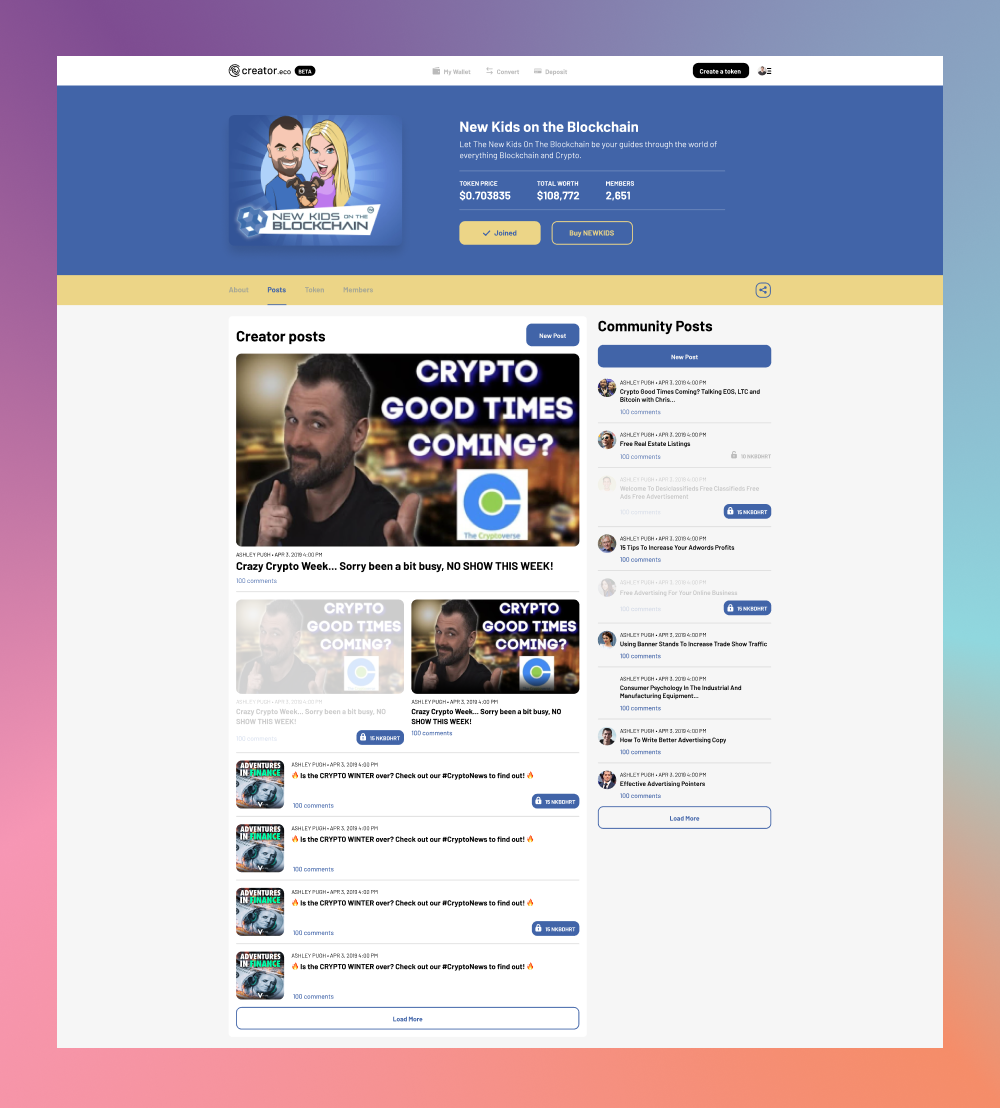 creator.eco BETA
My Wallet Convert Deposit
Create a token
NEW KIDS ON THE
BLOCKCHAIN
New Kids on the Blockchain
Let The New Kids On The Blockchain be your guides through the world of
everything Blockchain and Crypto.
TOKEN PRICE TOTAL WORTH MEMBERS
$0.703835 $108,772 2,651
Joined Buy NEWKIDS
About Posts Token Members
Creator posts
New Post
CRYPTO
GOOD TIMES
COMING?
The Cryptoverse
ASHLEY PUGH • APR 3, 2019 4:00 PM
Crazy Crypto Week... Sorry been a bit busy, NO SHOW THIS WEEK!
100 comments
CRYPTO
GOOD TIMES
COMING?
ASHLEY PUGH • APR 3, 2019 4:00 PM
Crazy Crypto Week... Sorry been a bit busy, NO
SHOW THIS WEEK!
100 comments
15 NKBDHRT
CRYPTO
GOOD TIMES
COMING?
ASHLEY PUGH • APR 3, 2019 4:00 PM
Crazy Crypto Week... Sorry been a bit busy, NO
SHOW THIS WEEK!
100 comments
ADVENTURES
IN FINANCE
ASHLEY PUGH • APR 3, 2019 4:00 PM
🔥 Is the CRYPTO WINTER over? Check out our #CryptoNews to find out! 🔥
100 comments
15 NKBDHRT
ADVENTURES
IN FINANCE
ASHLEY PUGH • APR 3, 2019 4:00 PM
🔥 Is the CRYPTO WINTER over? Check out our #CryptoNews to find out! 🔥
100 comments
ADVENTURES
IN FINANCE
ASHLEY PUGH • APR 3, 2019 4:00 PM
🔥 Is the CRYPTO WINTER over? Check out our #CryptoNews to find out! 🔥
100 comments
15 NKBDHRT
ADVENTURES
IN FINANCE
ASHLEY PUGH • APR 3, 2019 4:00 PM
🔥 Is the CRYPTO WINTER over? Check out our #CryptoNews to find out! 🔥
100 comments
Load More
Community Posts
New Post
ASHLEY PUGH • APR 3, 2019 4:00 PM
Crypto Good Times Coming? Talking EOS, LTC and
Bitcoin with Chris...
100 comments
ASHLEY PUGH • APR 3, 2019 4:00 PM
Free Real Estate Listings
100 comments
15 NKBDHRT
ASHLEY PUGH • APR 3, 2019 4:00 PM
Welcome To Desiclassifieds Free Classifieds Free
Ads Free Advertisement
100 comments
15 NKBDHRT
ASHLEY PUGH • APR 3, 2019 4:00 PM
15 Tips To Increase Your Adwords Profits
100 comments
ASHLEY PUGH • APR 3, 2019 4:00 PM
Free Advertising For Your Online Business
100 comments
15 NKBDHRT
ASHLEY PUGH • APR 3, 2019 4:00 PM
Using Banner Stands To Increase Trade Show Traffic
100 comments
ASHLEY PUGH • APR 3, 2019 4:00 PM
Consumer Psychology In The Industrial And
Manufacturing Equipment...
100 comments
ASHLEY PUGH • APR 3, 2019 4:00 PM
How To Write Better Advertising Copy
100 comments
ASHLEY PUGH • APR 3, 2019 4:00 PM
Effective Advertising Pointers
100 comments
Load More